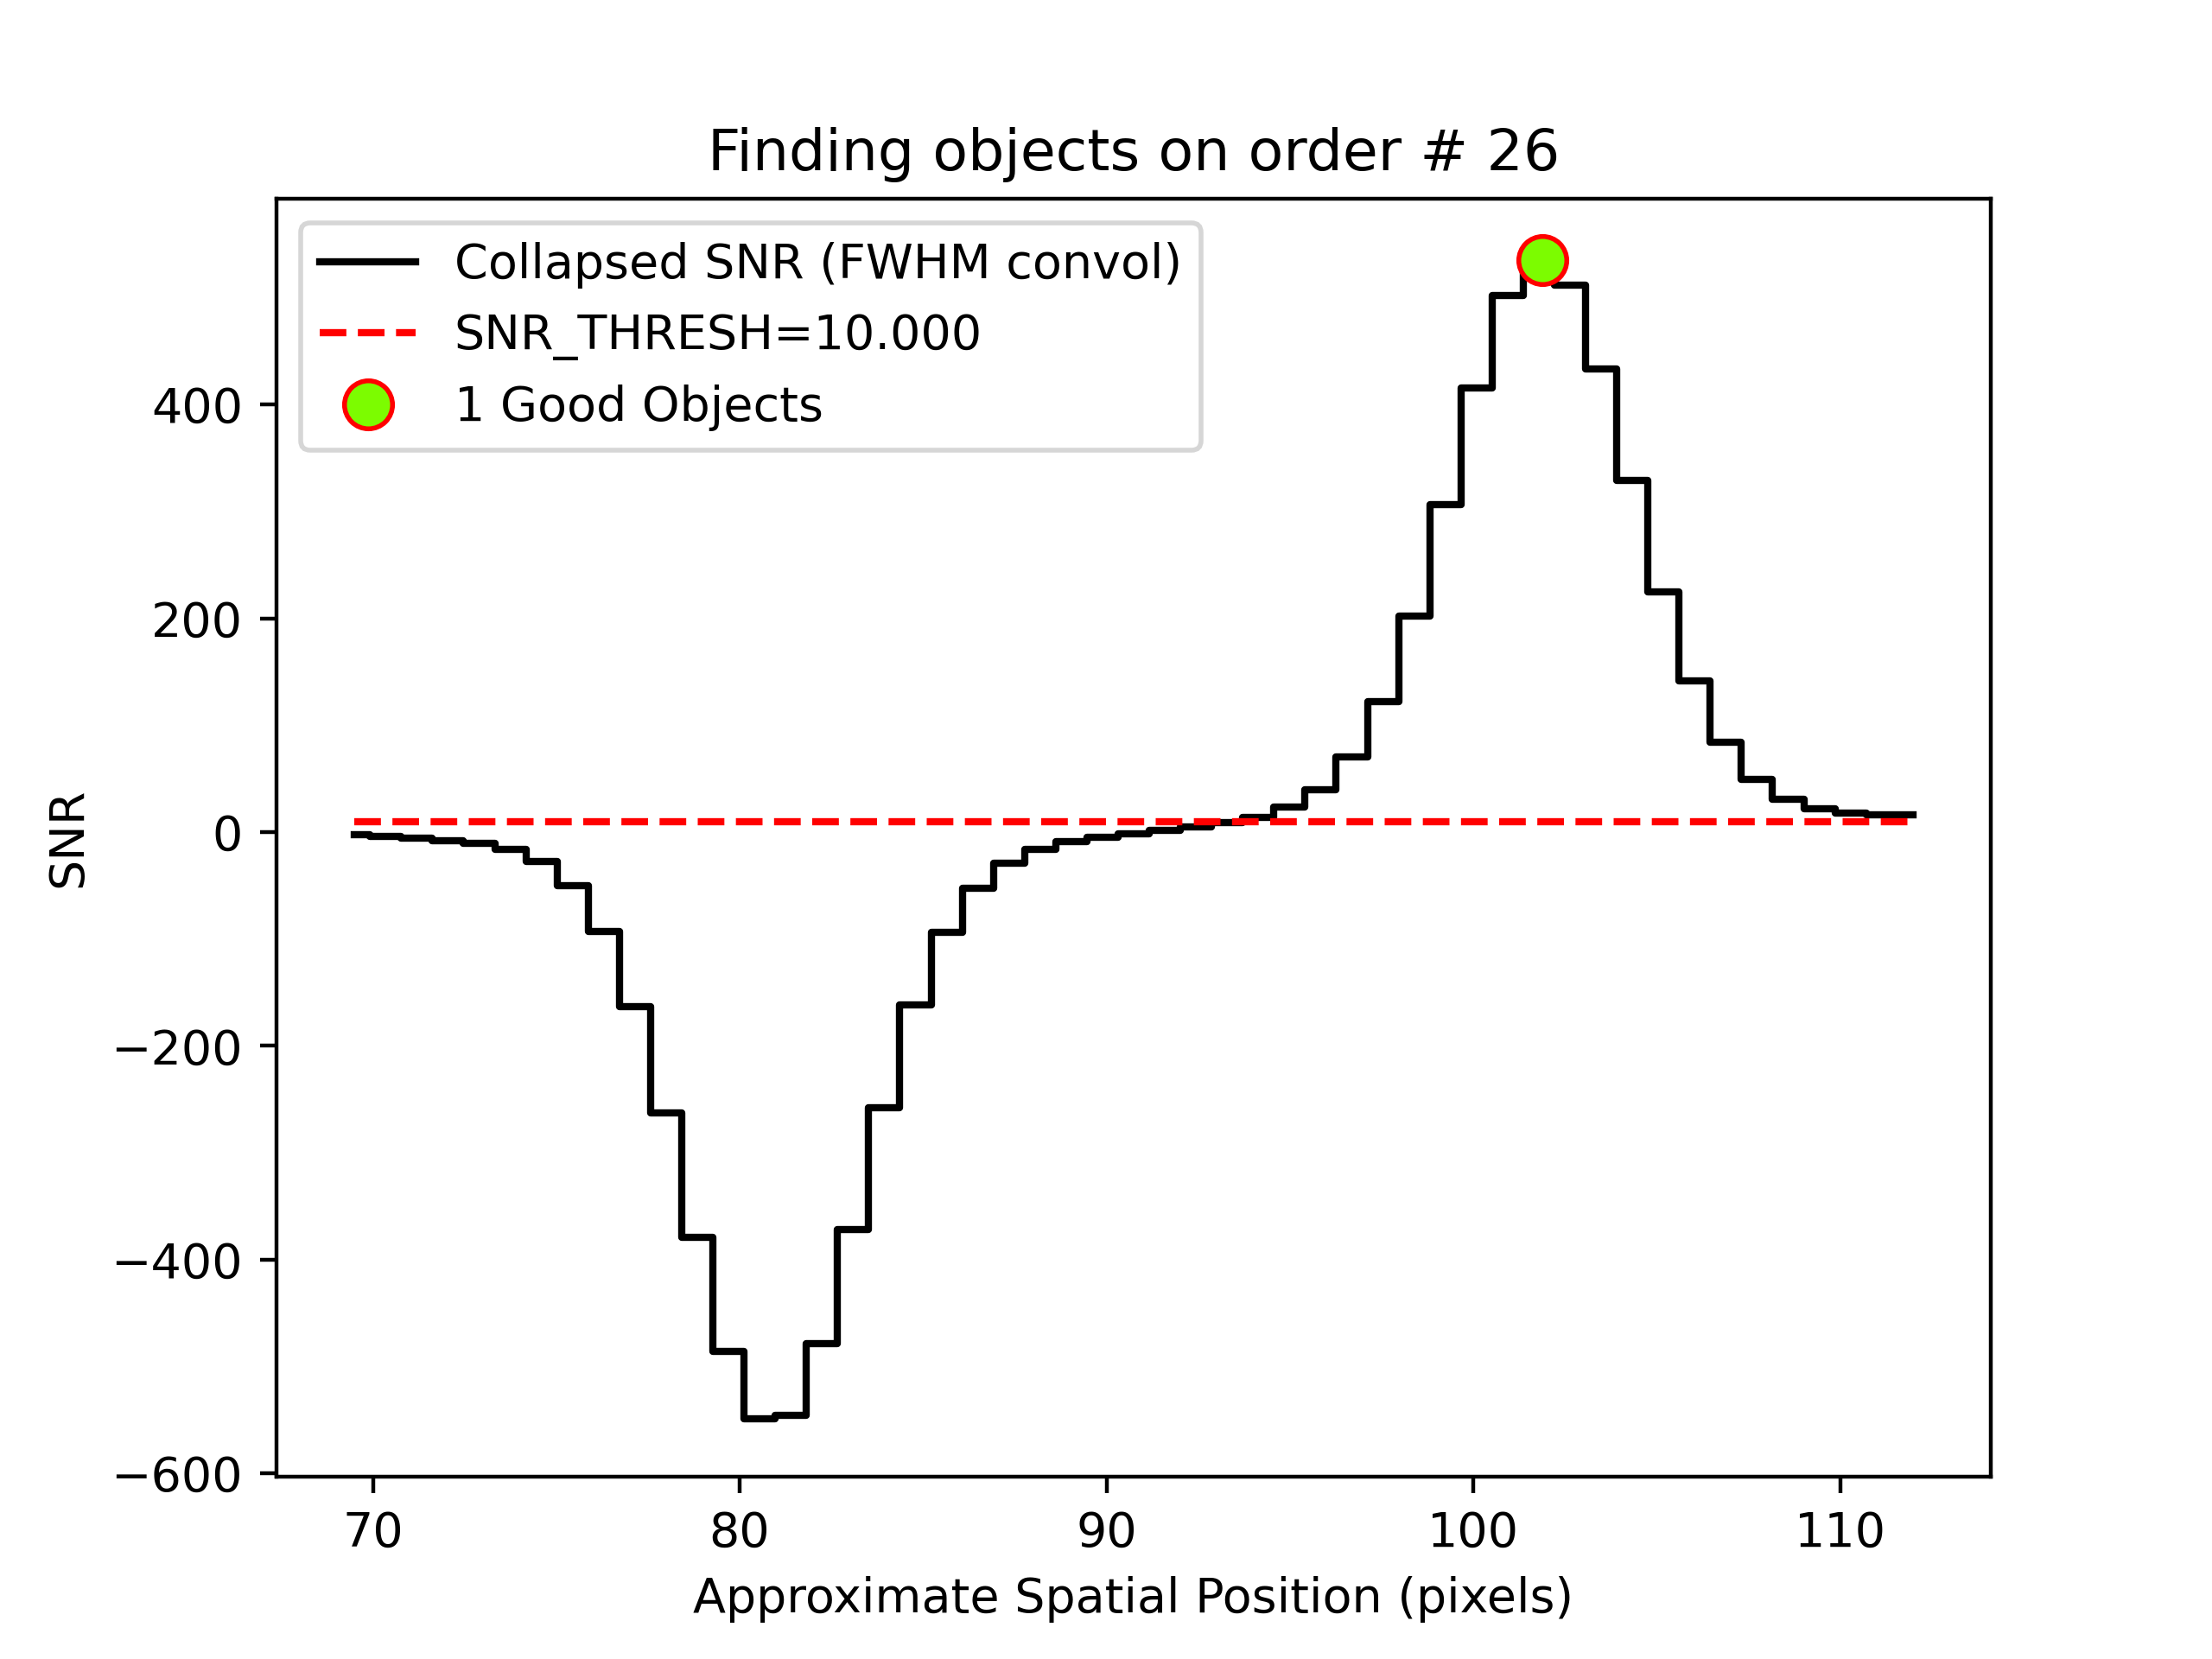 Finding objects on order # 26
Collapsed SNR (FWHM convol)
SNR_THRESH=10.000
1 Good Objects
400
200
0
−200
−400
−600
SNR
70 80 90 100 110
Approximate Spatial Position (pixels)